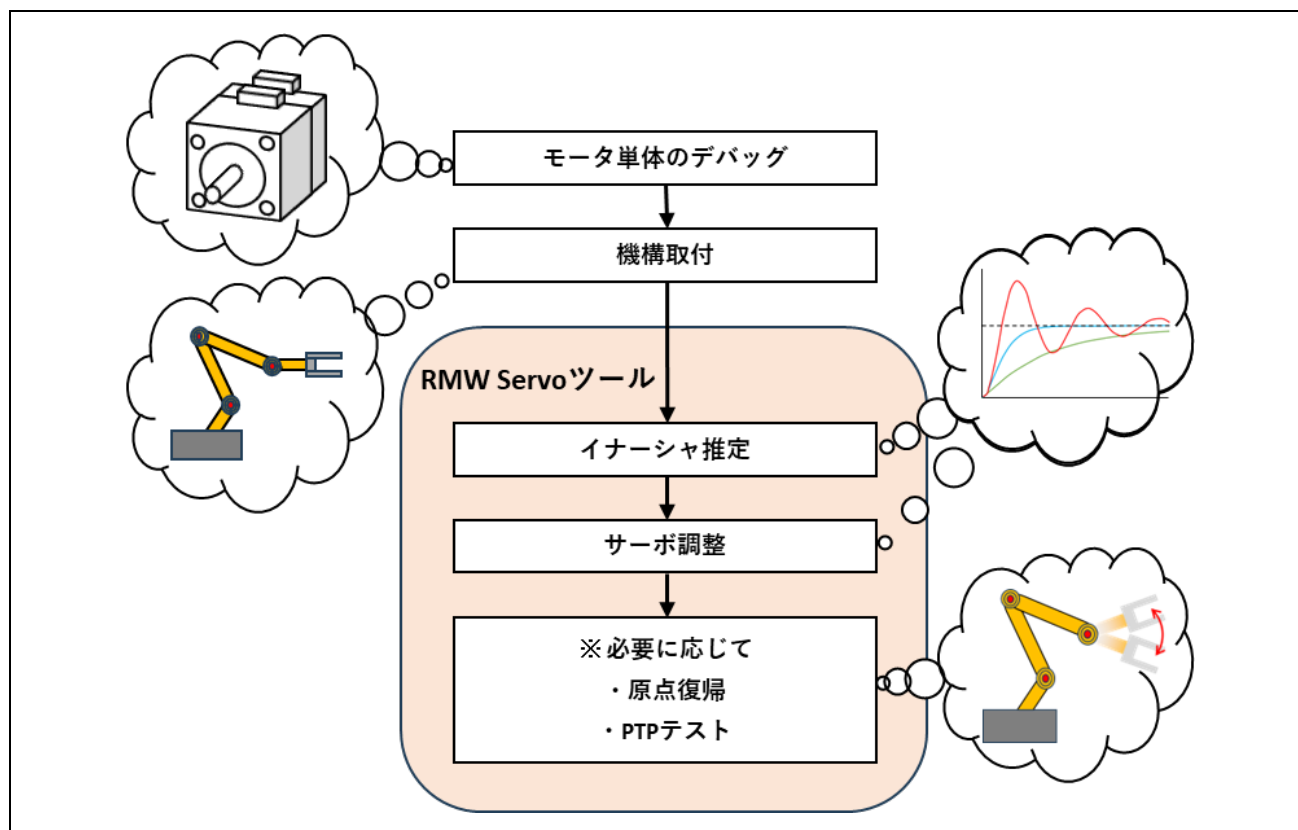 モータ単体のデバッグ
機構取付
RMW Servoツール
イナーシャ推定
サーボ調整
※必要に応じて
・原点復帰
・PTPテスト